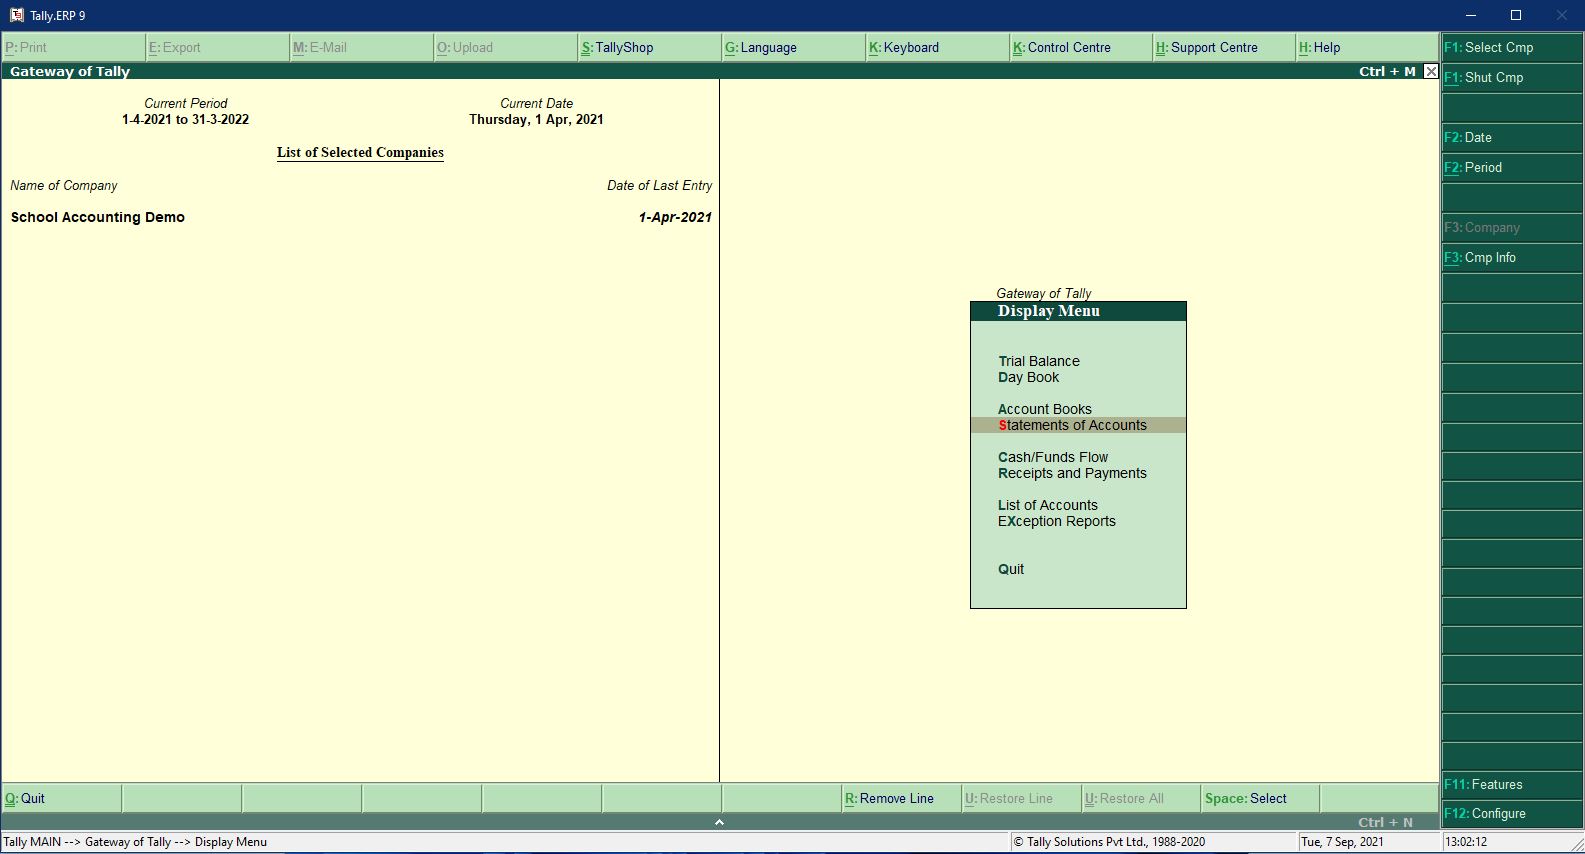 Tally.ERP 9
P: Print E: Export M: E-Mail O: Upload S: TallyShop G: Language K: Keyboard K: Control Centre H: Support Centre H: Help
Gateway of Tally Ctrl + M
Current Period Current Date
1-4-2021 to 31-3-2022 Thursday, 1 Apr, 2021
List of Selected Companies
Name of Company Date of Last Entry
School Accounting Demo 1-Apr-2021
Gateway of Tally
Display Menu
Trial Balance
Day Book
Account Books
Statements of Accounts
Cash/Funds Flow
Receipts and Payments
List of Accounts
EXception Reports
Quit
F1: Select Cmp
F1: Shut Cmp
F2: Date
F2: Period
F3: Company
F3: Cmp Info
F11: Features
F12: Configure
Q: Quit R: Remove Line U: Restore Line U: Restore All Space: Select
Ctrl + N
Tally MAIN --> Gateway of Tally --> Display Menu © Tally Solutions Pvt Ltd., 1988-2020 Tue, 7 Sep, 2021 13:02:12